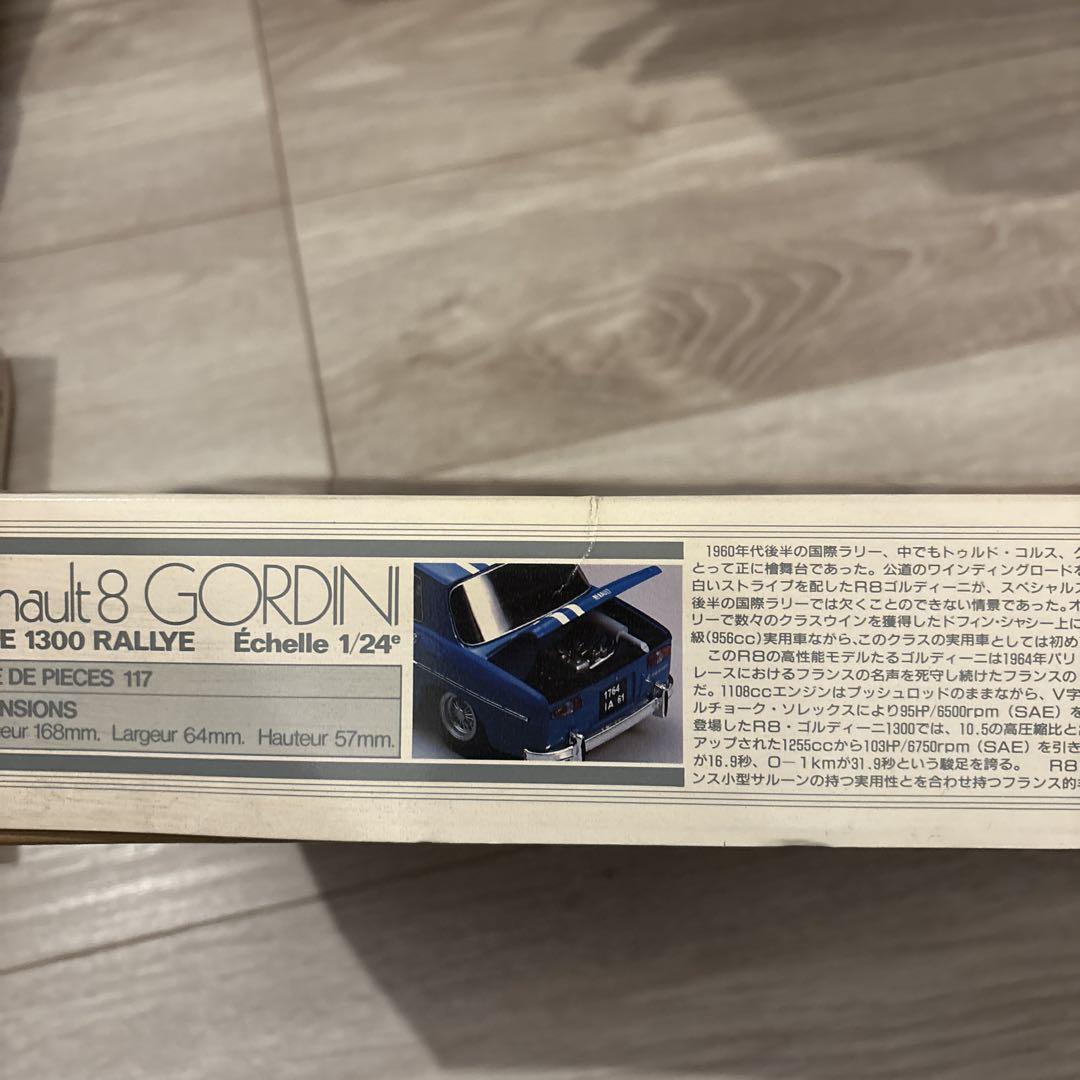 nault 8 GORDINI
E 1300 RALLYE Échelle 1/24e
E DE PIECES 117
ENSIONS
eur 168mm. Largeur 64mm. Hauteur 57mm.
RENAULT
1764
IA 61
1960年代後半の国際ラリー、中でもトゥルド・コルス、ク
とって正に檜舞台であった。公道のワインディングロードを
白いストライプを配したR8ゴルディーニが、スペシャルス
後半の国際ラリーでは欠くことのできない情景であった。オ
リーで数々のクラスウインを獲得したドフィン・シャシー上に
級(956cc)実用車ながら、このクラスの実用車としては初め
このR8の高性能モデルたるゴルディーニは1964年パリ
レースにおけるフランスの名声を死守し続けたフランスの
だ。1108ccエンジンはプッシュロッドのままながら、V字
ルチョーク・ソレックスにより95HP/6500rpm (SAE) を
登場したR8・ゴルディーニ1300では、10.5の高圧縮比と
アップされた1255ccから103HP/6750rpm (SAE) を引き
が16.9秒、0－1kmが31.9秒という駿足を誇る。 R8
ンス小型サルーンの持つ実用性とを合わせ持つフランス的